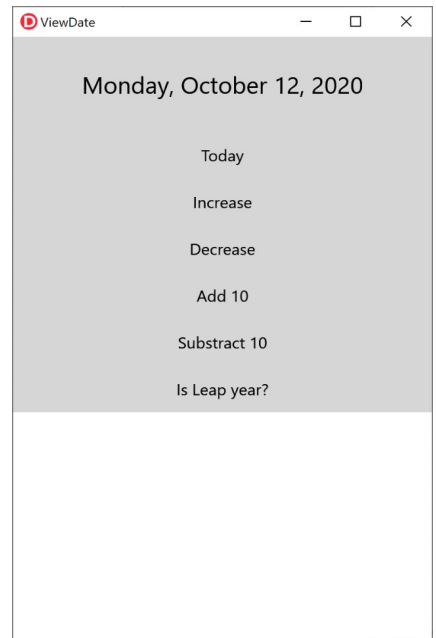 D ViewDate
Monday, October 12, 2020
Today
Increase
Decrease
Add 10
Substract 10
Is Leap year?